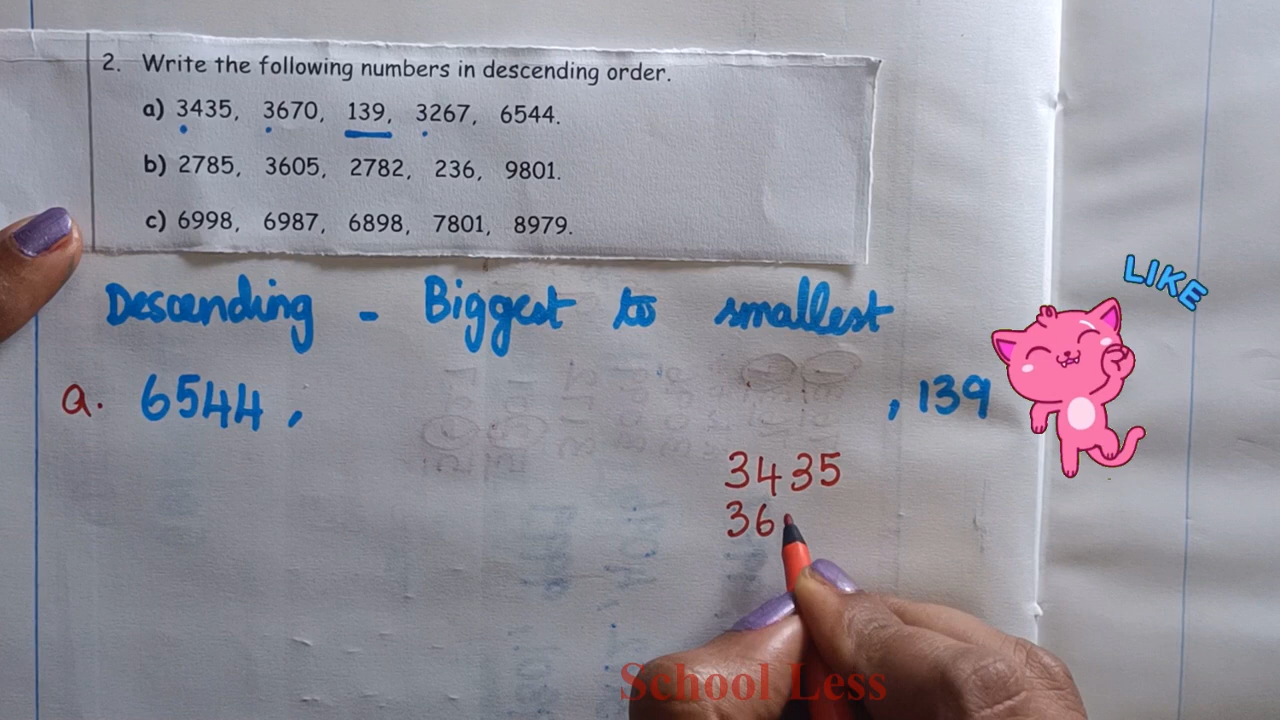 2. Write the following numbers in descending order.
a) 3435, 3670, 139, 3267, 6544.
b) 2785, 3605, 2782, 236, 9801.
c) 6998, 6987, 6898, 7801, 8979.
Descending - Biggest to smallest
LIKE
a. 6544, , 139
3435
36
School Less